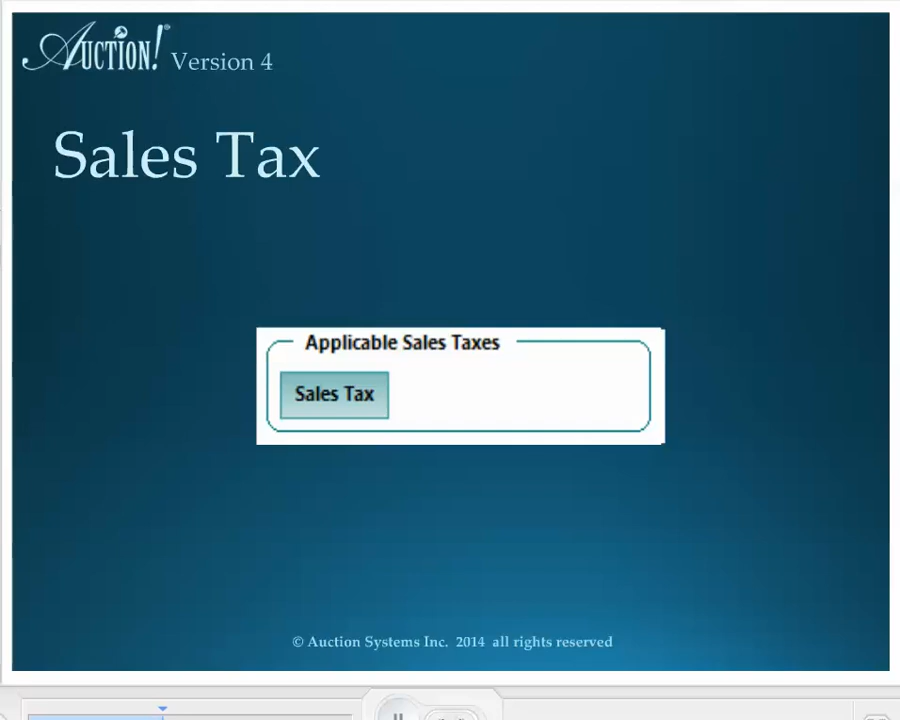 AUCTION!® Version 4
Sales Tax
Applicable Sales Taxes
Sales Tax
© Auction Systems Inc. 2014 all rights reserved